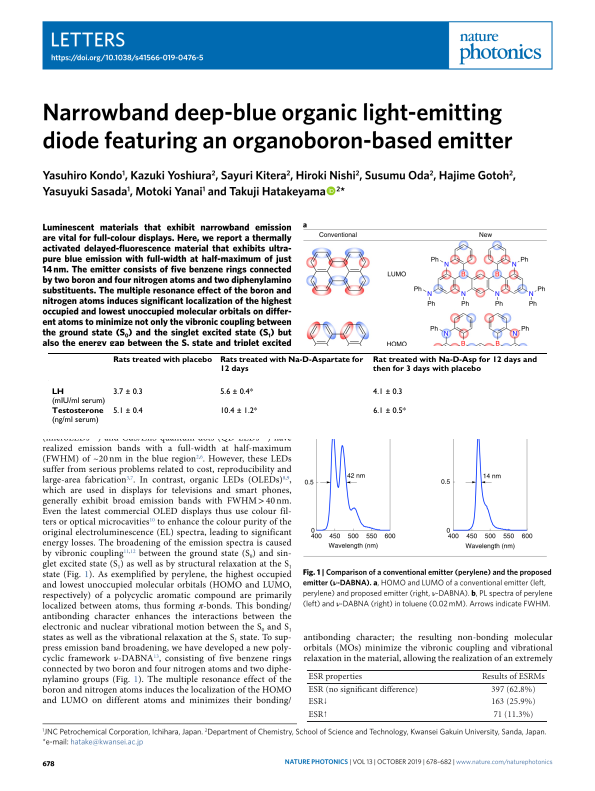 LETTERS
https://doi.org/10.1038/s41566-019-0476-5
nature
photonics
Narrowband deep-blue organic light-emitting
diode featuring an organoboron-based emitter
Yasuhiro Kondo1, Kazuki Yoshiura2, Sayuri Kitera2, Hiroki Nishi2, Susumu Oda2, Hajime Gotoh2,
Yasuyuki Sasada1, Motoki Yanai1 and Takuji Hatakeyama 2*
Luminescent materials that exhibit narrowband emission
are vital for full-colour displays. Here, we report a thermally
activated delayed-fluorescence material that exhibits ultra-
pure blue emission with full-width at half-maximum of just
14 nm. The emitter consists of five benzene rings connected
by two boron and four nitrogen atoms and two diphenylamino
substituents. The multiple resonance effect of the boron and
nitrogen atoms induces significant localization of the highest
occupied and lowest unoccupied molecular orbitals on differ-
ent atoms to minimize not only the vibronic coupling between
the ground state (S0) and the singlet excited state (S1) but
also the energy gap between the S1 state and triplet excited
a
Conventional
New
LUMO
HOMO
Ph
Ph
Ph
Ph
N
N
B
B
N
N
Ph
Ph
Ph
Ph
N
N
B
B
Rats treated with placebo
Rats treated with Na-D-Aspartate for
12 days
Rat treated with Na-D-Asp for 12 days and
then for 3 days with placebo
LH
(mIU/ml serum)
3.7 ± 0.3
5.6 ± 0.4*
4.1 ± 0.3
Testosterone
(ng/ml serum)
5.1 ± 0.4
10.4 ± 1.2*
6.1 ± 0.5*
realized emission bands with a full-width at half-maximum
(FWHM) of ~20 nm in the blue region2,6. However, these LEDs
suffer from serious problems related to cost, reproducibility and
large-area fabrication3,7. In contrast, organic LEDs (OLEDs)8,9,
which are used in displays for televisions and smart phones,
generally exhibit broad emission bands with FWHM > 40 nm.
Even the latest commercial OLED displays thus use colour fil-
ters or optical microcavities10 to enhance the colour purity of the
original electroluminescence (EL) spectra, leading to significant
energy losses. The broadening of the emission spectra is caused
by vibronic coupling11,12 between the ground state (S0) and sin-
glet excited state (S1) as well as by structural relaxation at the S1
state (Fig. 1). As exemplified by perylene, the highest occupied
and lowest unoccupied molecular orbitals (HOMO and LUMO,
respectively) of a polycyclic aromatic compound are primarily
localized between atoms, thus forming π-bonds. This bonding/
antibonding character enhances the interactions between the
electronic and nuclear vibrational motion between the S0 and S1
states as well as the vibrational relaxation at the S1 state. To sup-
press emission band broadening, we have developed a new poly-
cyclic framework ν-DABNA13, consisting of five benzene rings
connected by two boron and four nitrogen atoms and two diphe-
nylamino groups (Fig. 1). The multiple resonance effect of the
boron and nitrogen atoms induces the localization of the HOMO
and LUMO on different atoms and minimizes their bonding/
0.5
42 nm
0
400 450 500 550 600
Wavelength (nm)
0.5
14 nm
0
400 450 500 550 600
Wavelength (nm)
Fig. 1 | Comparison of a conventional emitter (perylene) and the proposed
emitter (ν-DABNA). a, HOMO and LUMO of a conventional emitter (left,
perylene) and proposed emitter (right, ν-DABNA). b, PL spectra of perylene
(left) and ν-DABNA (right) in toluene (0.02 mM). Arrows indicate FWHM.
antibonding character; the resulting non-bonding molecular
orbitals (MOs) minimize the vibronic coupling and vibrational
relaxation in the material, allowing the realization of an extremely
ESR properties Results of ESRMs
ESR (no significant difference) 397 (62.8%)
ESR↓ 163 (25.9%)
ESR↑ 71 (11.3%)
1JNC Petrochemical Corporation, Ichihara, Japan. 2Department of Chemistry, School of Science and Technology, Kwansei Gakuin University, Sanda, Japan.
*e-mail: hatake@kwansei.ac.jp
678
NATURE PHOTONICS | VOL 13 | OCTOBER 2019 | 678–682 | www.nature.com/naturephotonics